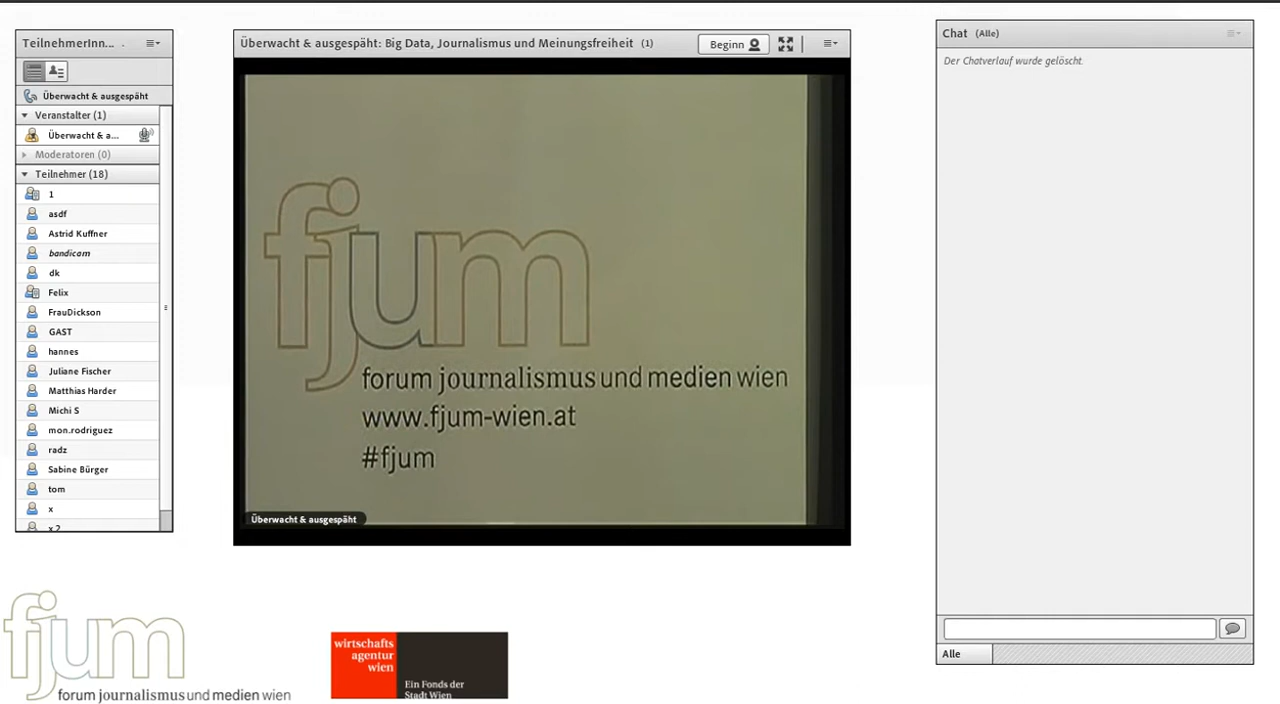 TeilnehmerInn... .
Überwacht & ausgespäht
Veranstalter (1)
Überwacht & a...
Moderatoren (0)
Teilnehmer (18)
1
asdf
Astrid Kuffner
bandicam
dk
Felix
FrauDickson
GAST
hannes
Juliane Fischer
Matthias Harder
Michi S
mon.rodriguez
radz
Sabine Bürger
tom
x
x 2
Überwacht & ausgespäht: Big Data, Journalismus und Meinungsfreiheit (1)
Beginn
fjum
forum journalismus und medien wien
www.fjum-wien.at
#fjum
Überwacht & ausgespäht
Chat (Alle)
Der Chatverlauf wurde gelöscht.
Alle
fjum
forum journalismus und medien wien
wirtschafts
agentur
wien
Ein Fonds der
Stadt Wien